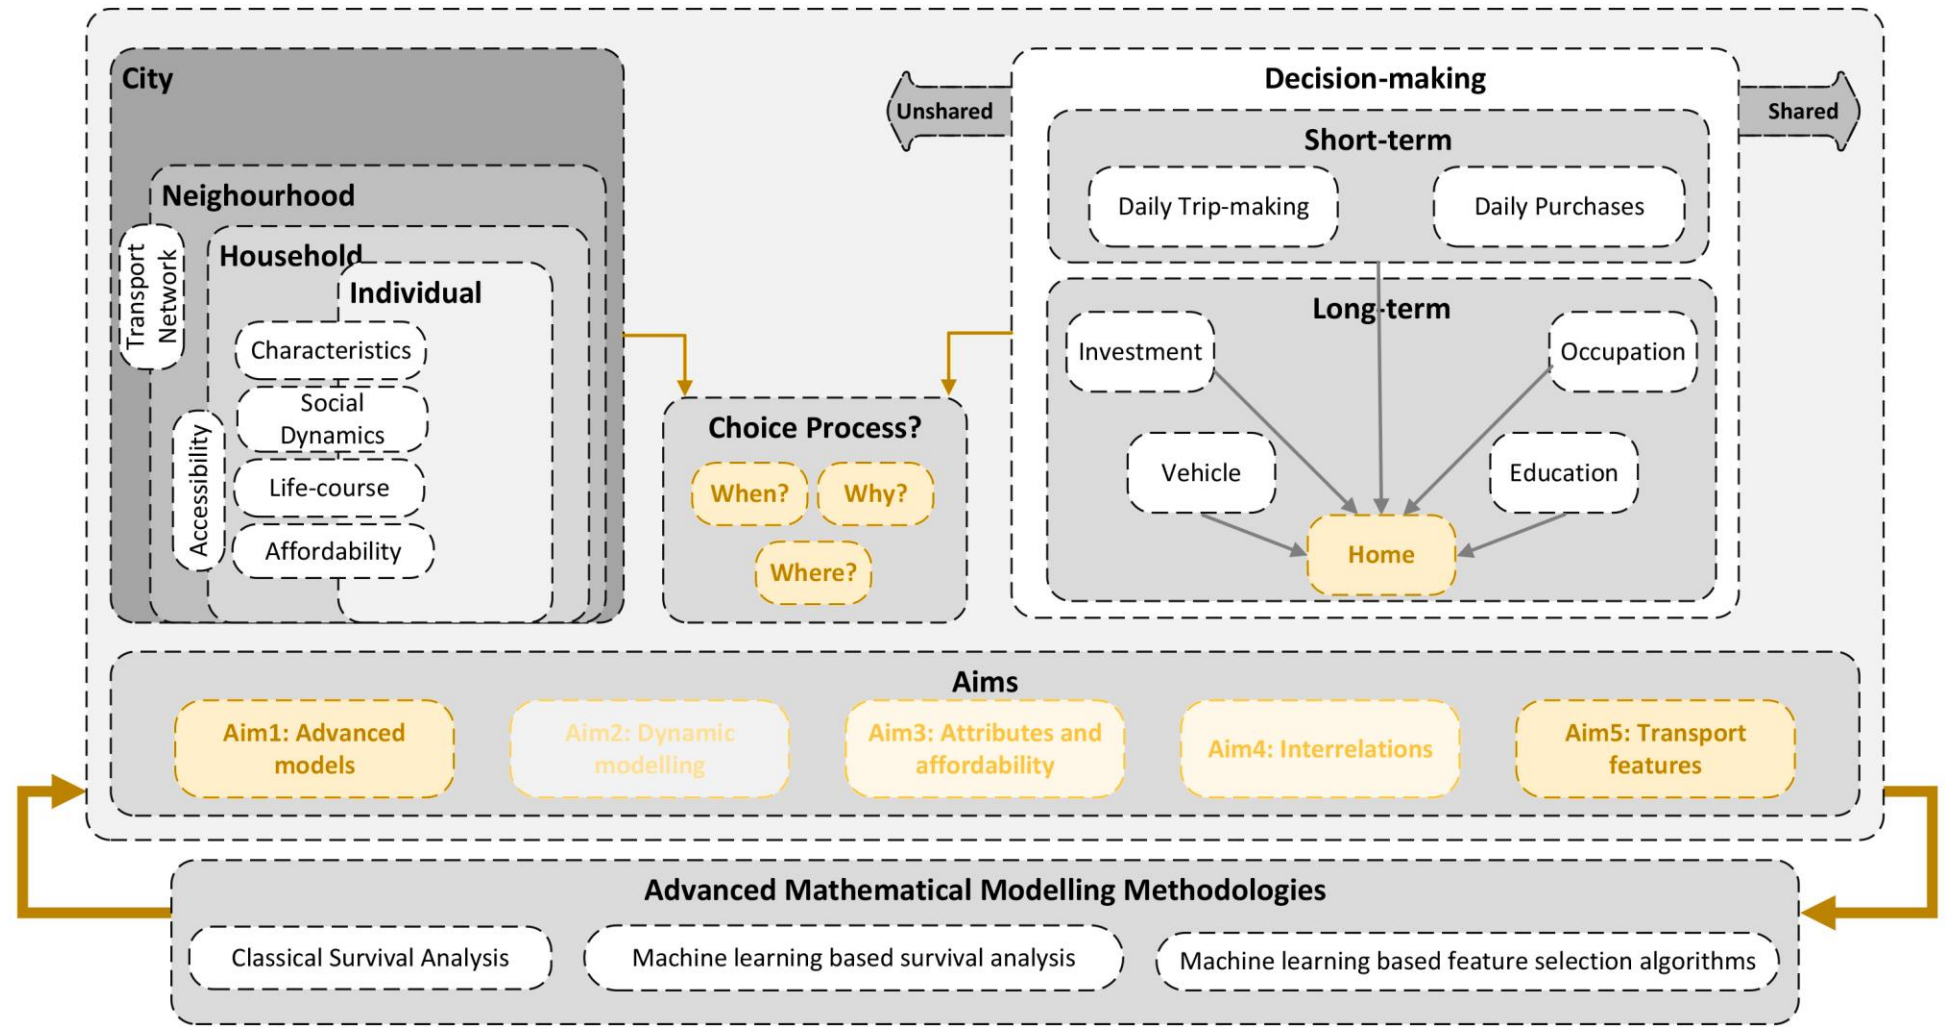 City
Neighourhood
Transport
Network
Household
Individual
Characteristics
Social
Dynamics
Accessibility
Life-course
Affordability
Choice Process?
When?
Why?
Where?
Unshared
Decision-making
Shared
Short-term
Daily Trip-making
Daily Purchases
Long-term
Investment
Occupation
Vehicle
Education
Home
Aims
Aim1: Advanced
models
Aim2: Dynamic
modelling
Aim3: Attributes and
affordability
Aim4: Interrelations
Aim5: Transport
features
Advanced Mathematical Modelling Methodologies
Classical Survival Analysis
Machine learning based survival analysis
Machine learning based feature selection algorithms